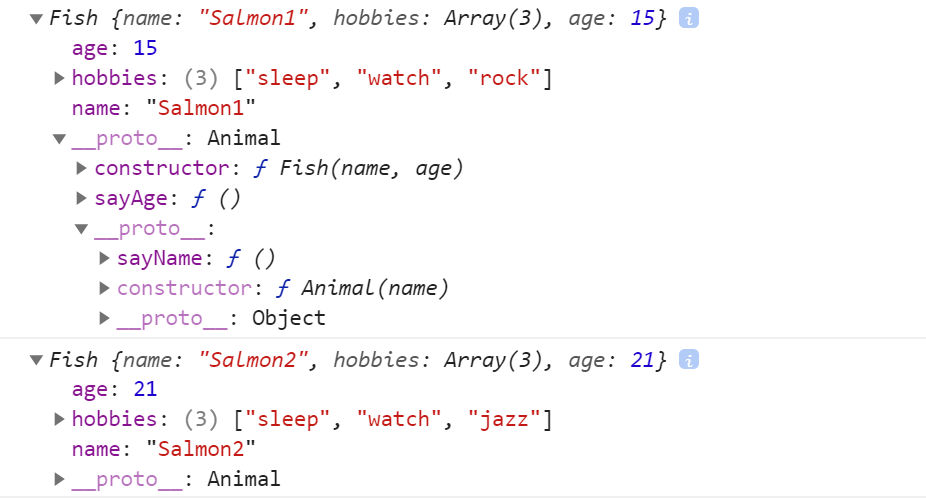 ▼Fish {name: "Salmon1", hobbies: Array(3), age: 15} i
age: 15
▶hobbies: (3) ["sleep", "watch", "rock"]
name: "Salmon1"
▼__proto__: Animal
▶constructor: ƒ Fish(name, age)
▶sayAge: ƒ ()
▼__proto__:
▶sayName: ƒ ()
▶constructor: ƒ Animal(name)
▶__proto__: Object
▼Fish {name: "Salmon2", hobbies: Array(3), age: 21} i
age: 21
▶hobbies: (3) ["sleep", "watch", "jazz"]
name: "Salmon2"
▶__proto__: Animal